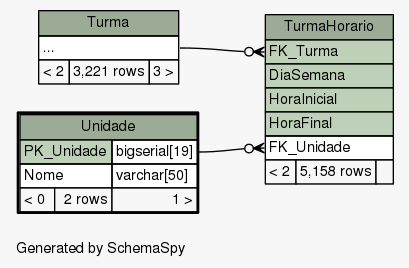 Turma
...
< 2 3,221 rows 3 >
TurmaHorario
FK_Turma
DiaSemana
HoraInicial
HoraFinal
FK_Unidade
< 2 5,158 rows
Unidade
PK_Unidade bigserial[19]
Nome varchar[50]
< 0 2 rows 1 >
Generated by SchemaSpy